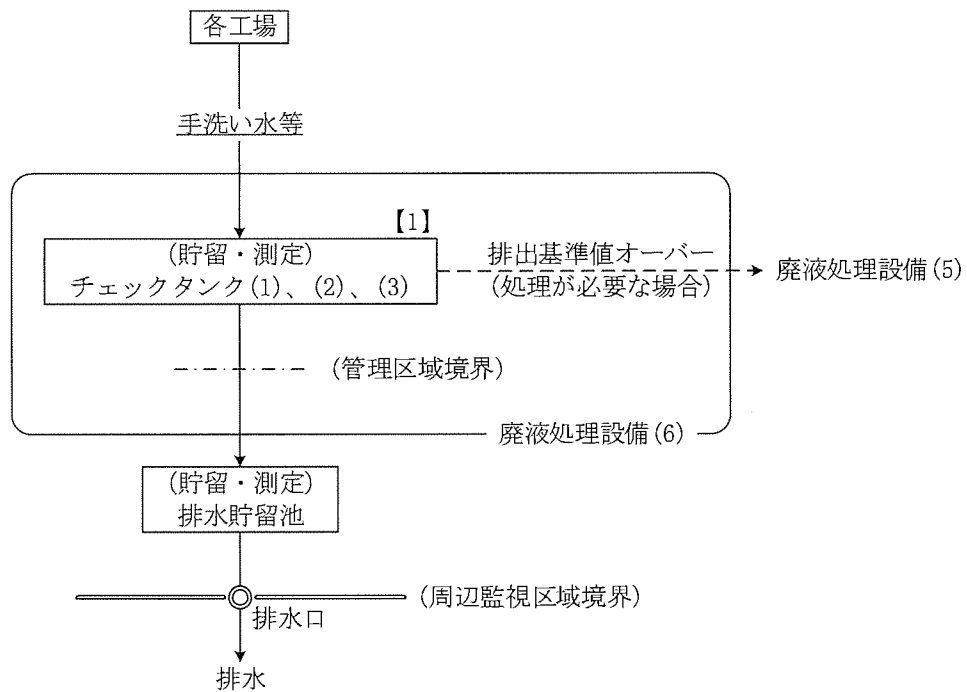 各工場
手洗い水等
【1】
(貯留・測定)
チェックタンク(1)、(2)、(3)
排出基準値オーバー
(処理が必要な場合)
廃液処理設備(5)
(管理区域境界)
廃液処理設備(6)
(貯留・測定)
排水貯留池
(周辺監視区域境界)
排水口
排水